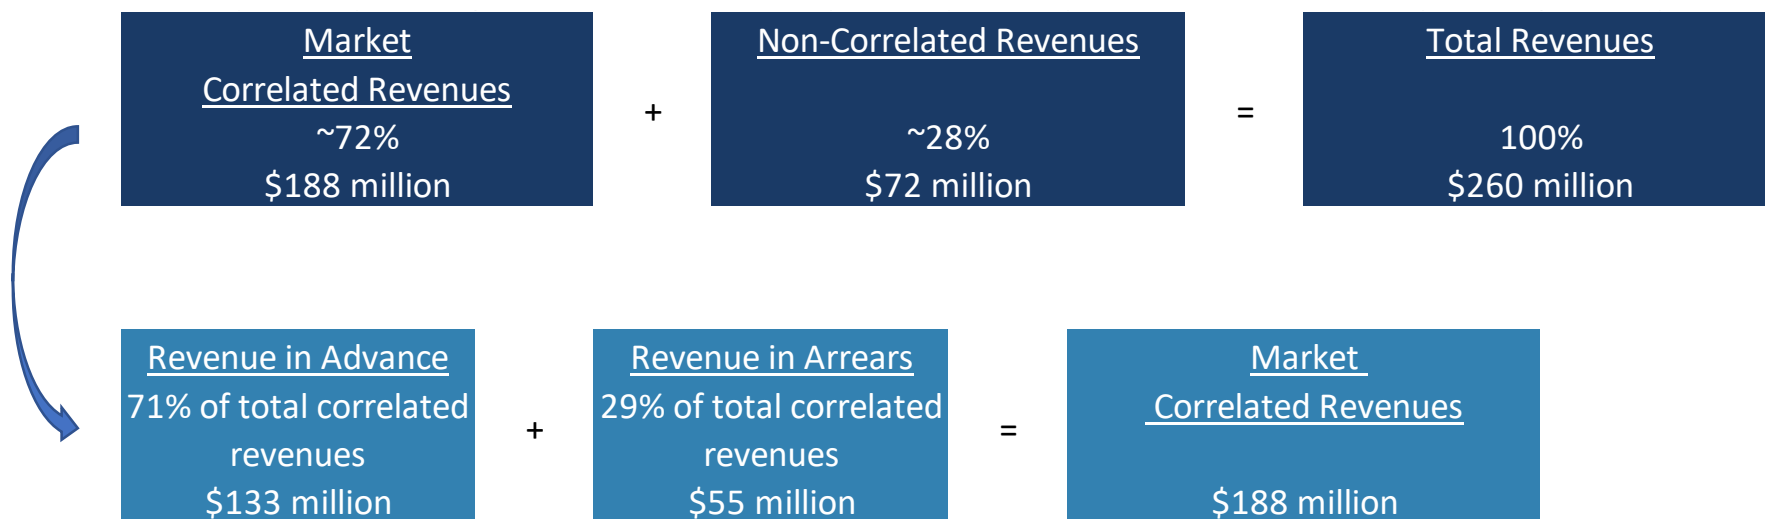 Market
Correlated Revenues
~72%
$188 million
+
Non-Correlated Revenues
~28%
$72 million
=
Total Revenues
100%
$260 million
Revenue in Advance
71% of total correlated
revenues
$133 million
+
Revenue in Arrears
29% of total correlated
revenues
$55 million
=
Market
Correlated Revenues
$188 million